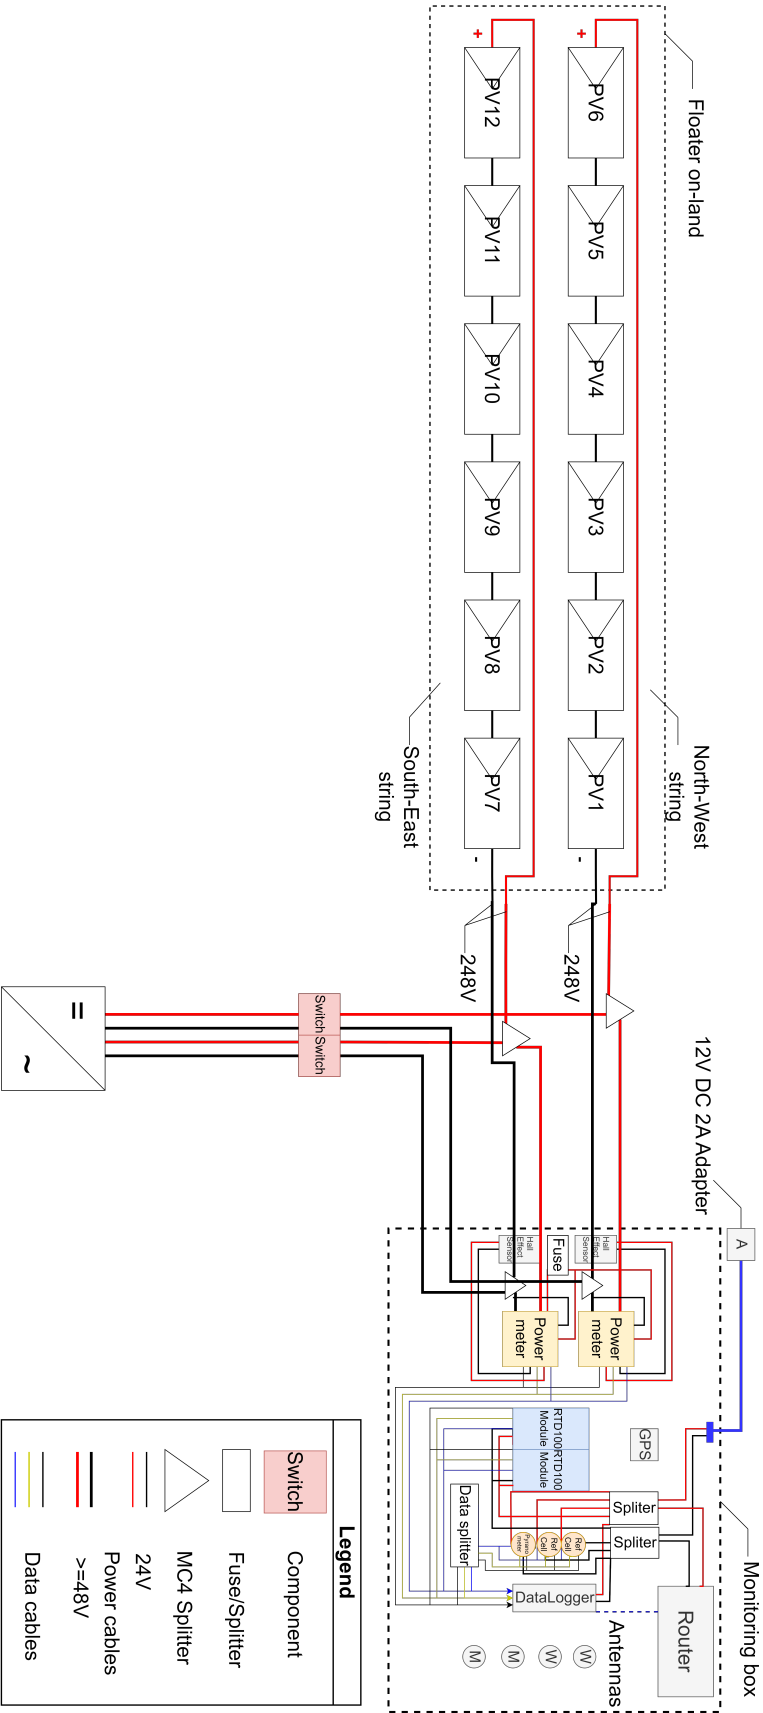 +
+
PV12
PV6
Floater on-land
PV11
PV5
PV10
PV4
PV9
PV3
PV8
PV2
PV7
PV1
-
-
South-East
string
North-West
string
248V
248V
=
~
Switch
Switch
12V DC 2A Adapter
A
Monitoring box
Hall
Effect
Sensor
Fuse
Hall
Effect
Sensor
Power
meter
Power
meter
RTD100
Module
RTD100
Module
GPS
Spliter
Spliter
Data splitter
Pyrano
meter
Ref
Cell
Ref
Cell
DataLogger
Router
Antennas
M
M
W
W
Legend
Switch
Component
Fuse/Splitter
MC4 Splitter
24V
Power cables
>=48V
Data cables